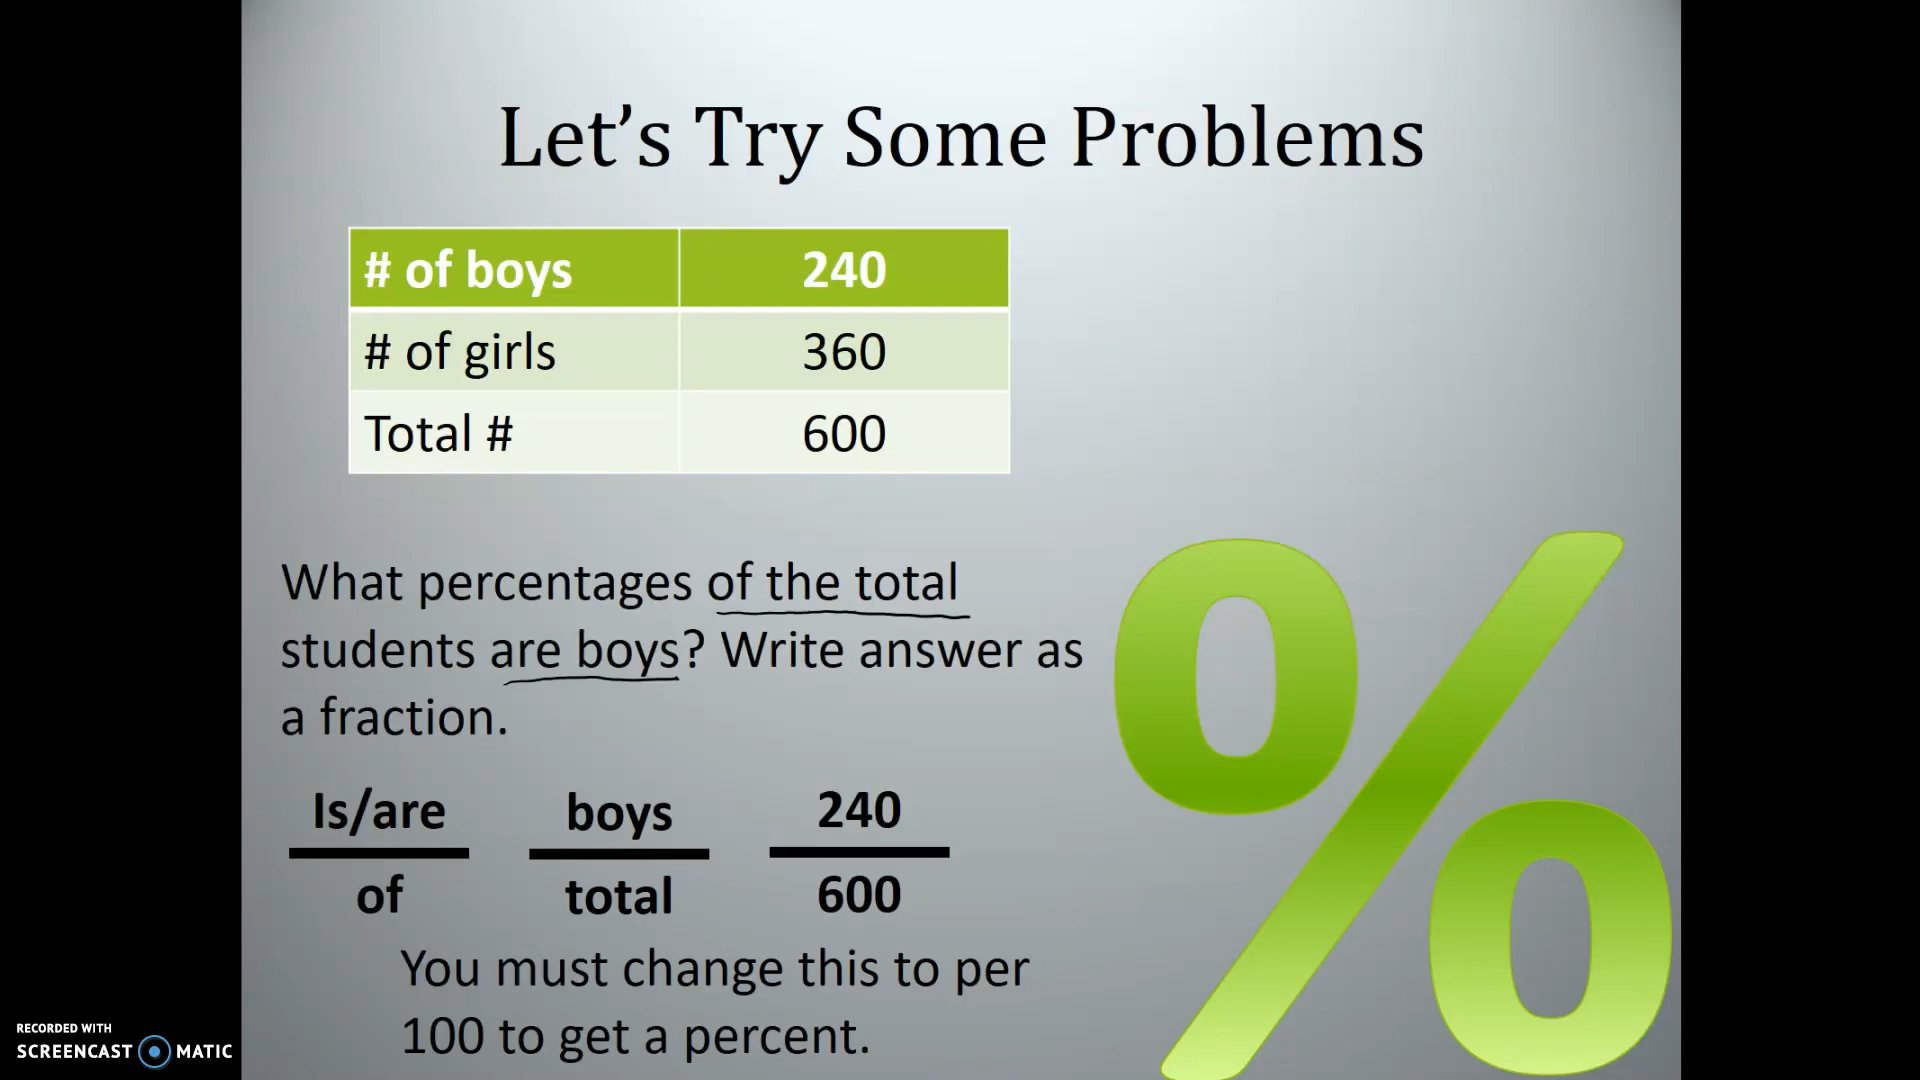 Let's Try Some Problems
# of boys 240
# of girls 360
Total # 600
What percentages of the total
students are boys? Write answer as
a fraction.
Is/are boys 240
of total 600
You must change this to per
100 to get a percent.
%
RECORDED WITH
SCREENCAST MATIC